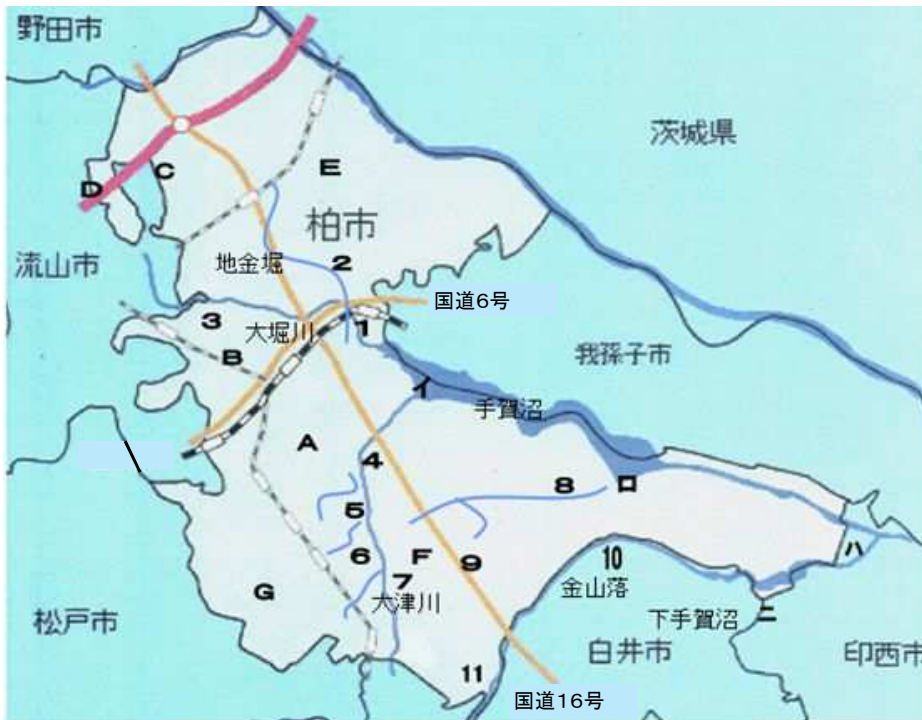 野田市
茨城県
D
C
E
柏市
流山市
地金堀
2
国道6号
3
大堀川
1
B
我孫子市
イ
手賀沼
A
4
8
ロ
5
6
F
9
10
ハ
G
7
大津川
金山落
松戸市
下手賀沼
ニ
白井市
印西市
11
国道16号